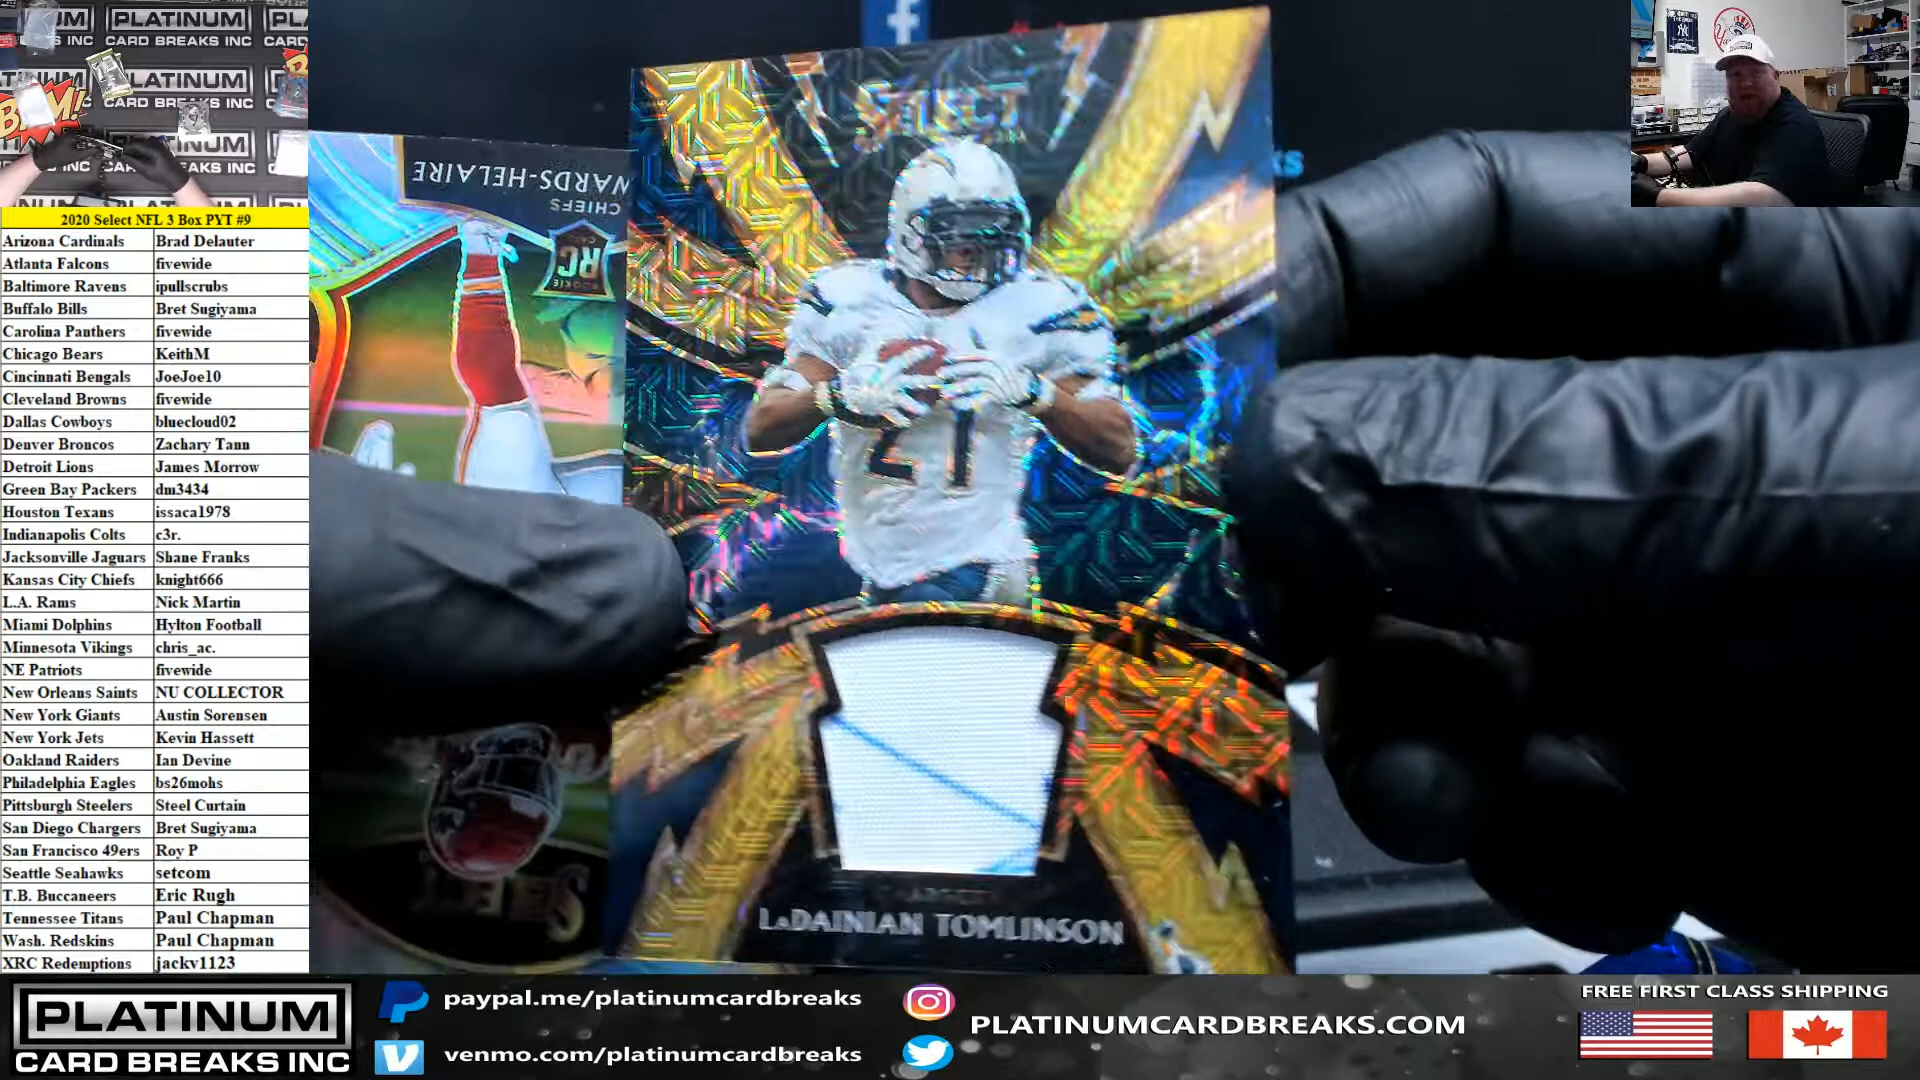 PLATINUM
CARD BREAKS INC
BAM!
2020 Select NFL 3 Box PYT #9
Arizona Cardinals Brad Delauter
Atlanta Falcons fivewide
Baltimore Ravens ipullscrubs
Buffalo Bills Bret Sugiyama
Carolina Panthers fivewide
Chicago Bears KeithM
Cincinnati Bengals JoeJoe10
Cleveland Browns fivewide
Dallas Cowboys bluecloud02
Denver Broncos Zachary Tann
Detroit Lions James Morrow
Green Bay Packers dm3434
Houston Texans issaca1978
Indianapolis Colts c3r.
Jacksonville Jaguars Shane Franks
Kansas City Chiefs knight666
L.A. Rams Nick Martin
Miami Dolphins Hylton Football
Minnesota Vikings chris_ac.
NE Patriots fivewide
New Orleans Saints NU COLLECTOR
New York Giants Austin Sorensen
New York Jets Kevin Hassett
Oakland Raiders Ian Devine
Philadelphia Eagles bs26mohs
Pittsburgh Steelers Steel Curtain
San Diego Chargers Bret Sugiyama
San Francisco 49ers Roy P
Seattle Seahawks setcom
T.B. Buccaneers Eric Rugh
Tennessee Titans Paul Chapman
Wash. Redskins Paul Chapman
XRC Redemptions jackv1123
WARDS-HELAIRE
CHIEFS
RC
SELECT
SELECT
21
LaDAINIAN TOMLINSON
PLATINUM
CARD BREAKS INC
paypal.me/platinumcardbreaks
venmo.com/platinumcardbreaks
PLATINUMCARDBREAKS.COM
FREE FIRST CLASS SHIPPING